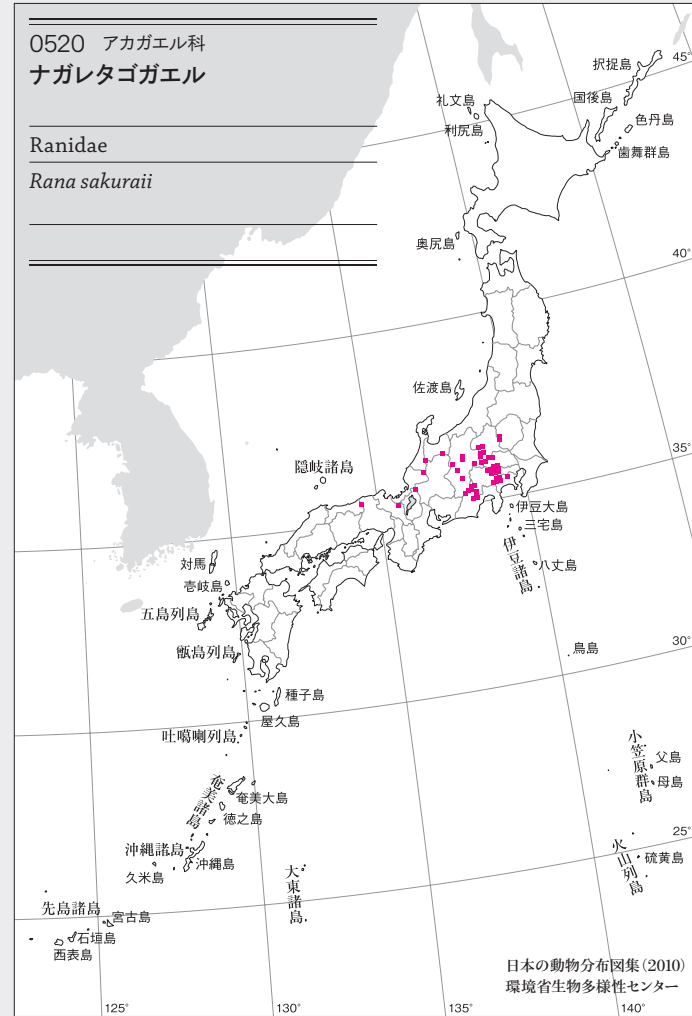 0520 アカガエル科
ナガレタゴガエル
Ranidae
Rana sakuraii
択捉島
45°
国後島
礼文島
色丹島
利尻島
歯舞群島
奥尻島
40°
佐渡島
35°
隠岐諸島
伊豆大島
三宅島
伊豆諸島
八丈島
対馬
壱岐島
五島列島
甑島列島
30°
鳥島
種子島
屋久島
吐噶喇列島
小笠原群島
父島
母島
奄美諸島
奄美大島
徳之島
25°
火山列島
硫黄島
沖縄諸島
沖縄島
久米島
大東諸島
先島諸島
宮古島
石垣島
西表島
日本の動物分布図集(2010)
環境省生物多様性センター
125°
130°
135°
140°